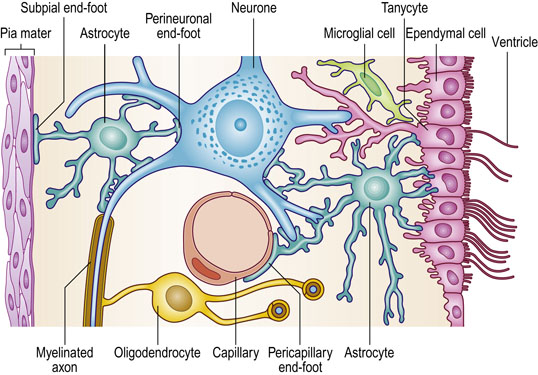 Subpial end-foot
Pia mater
Astrocyte
Perineuronal
end-foot
Neurone
Microglial cell
Tanycyte
Ependymal cell
Ventricle
Myelinated
axon
Oligodendrocyte
Capillary
Pericapillary
end-foot
Astrocyte